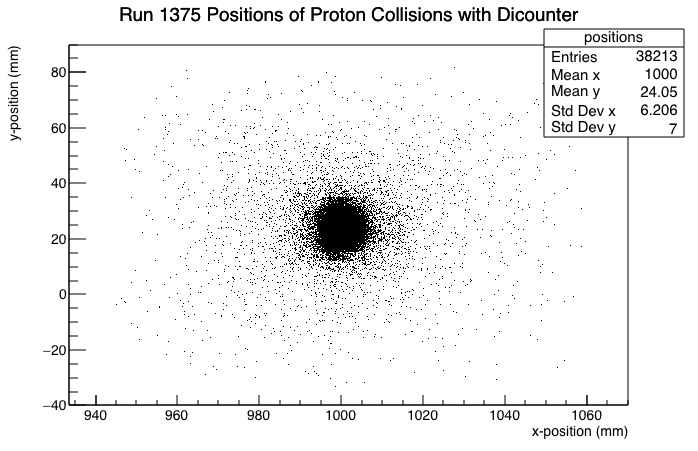 Run 1375 Positions of Proton Collisions with Dicounter
positions
Entries 38213
Mean x 1000
Mean y 24.05
Std Dev x 6.206
Std Dev y 7
y-position (mm)
80
60
40
20
0
−20
−40
940 960 980 1000 1020 1040 1060
x-position (mm)